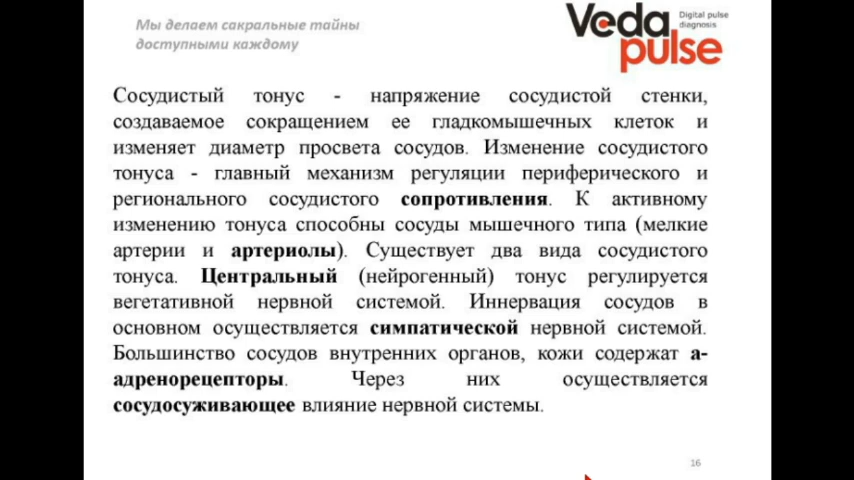 Мы делаем сакральные тайны
доступными каждому
Veda
pulse
Digital pulse
diagnosis
Сосудистый тонус - напряжение сосудистой стенки,
создаваемое сокращением ее гладкомышечных клеток и
изменяет диаметр просвета сосудов. Изменение сосудистого
тонуса - главный механизм регуляции периферического и
регионального сосудистого сопротивления. К активному
изменению тонуса способны сосуды мышечного типа (мелкие
артерии и артериолы). Существует два вида сосудистого
тонуса. Центральный (нейрогенный) тонус регулируется
вегетативной нервной системой. Иннервация сосудов в
основном осуществляется симпатической нервной системой.
Большинство сосудов внутренних органов, кожи содержат а-
адренорецепторы. Через них осуществляется
сосудосуживающее влияние нервной системы.
16